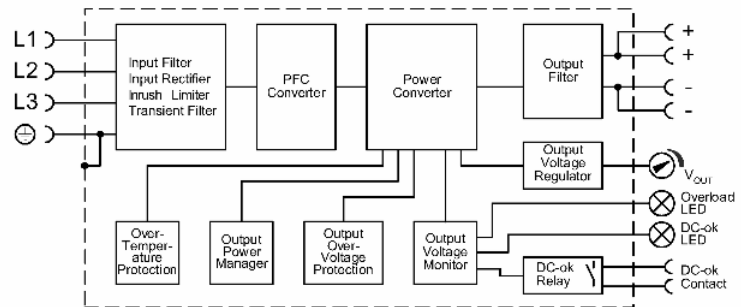 L1
L2
L3
Input Filter
Input Rectifier
Inrush Limiter
Transient Filter
PFC
Converter
Power
Converter
Output
Filter
+
+
-
-
Output
Voltage
Regulator
VOUT
Over-
Temper-
ature
Protection
Output
Power
Manager
Output
Over-
Voltage
Protection
Output
Voltage
Monitor
Overload
LED
DC-ok
LED
DC-ok
Relay
DC-ok
Contact